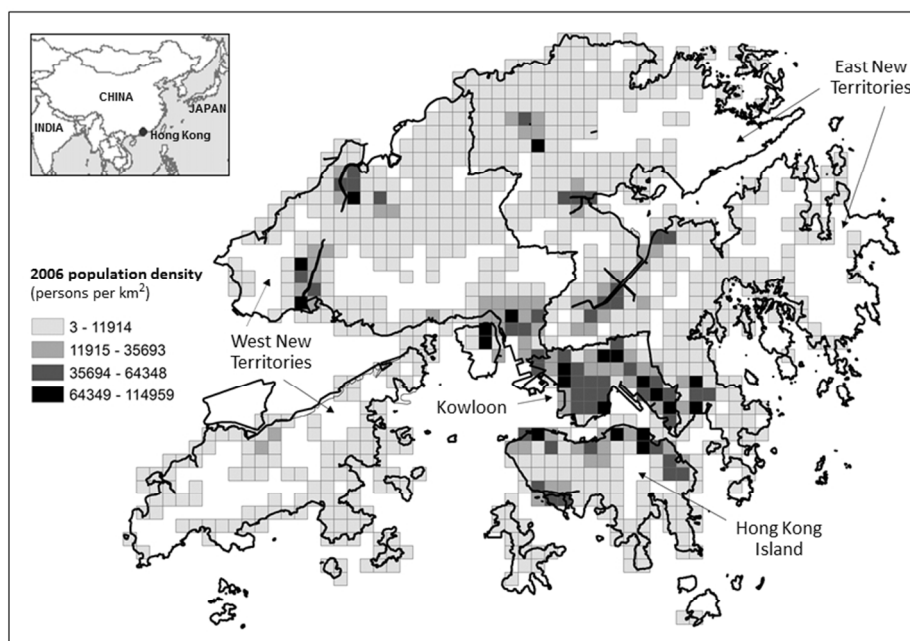 CHINA
JAPAN
INDIA
Hong Kong
East New
Territories
2006 population density
(persons per km2)
3 - 11914
11915 - 35693
35694 - 64348
64349 - 114959
West New
Territories
Kowloon
Hong Kong
Island